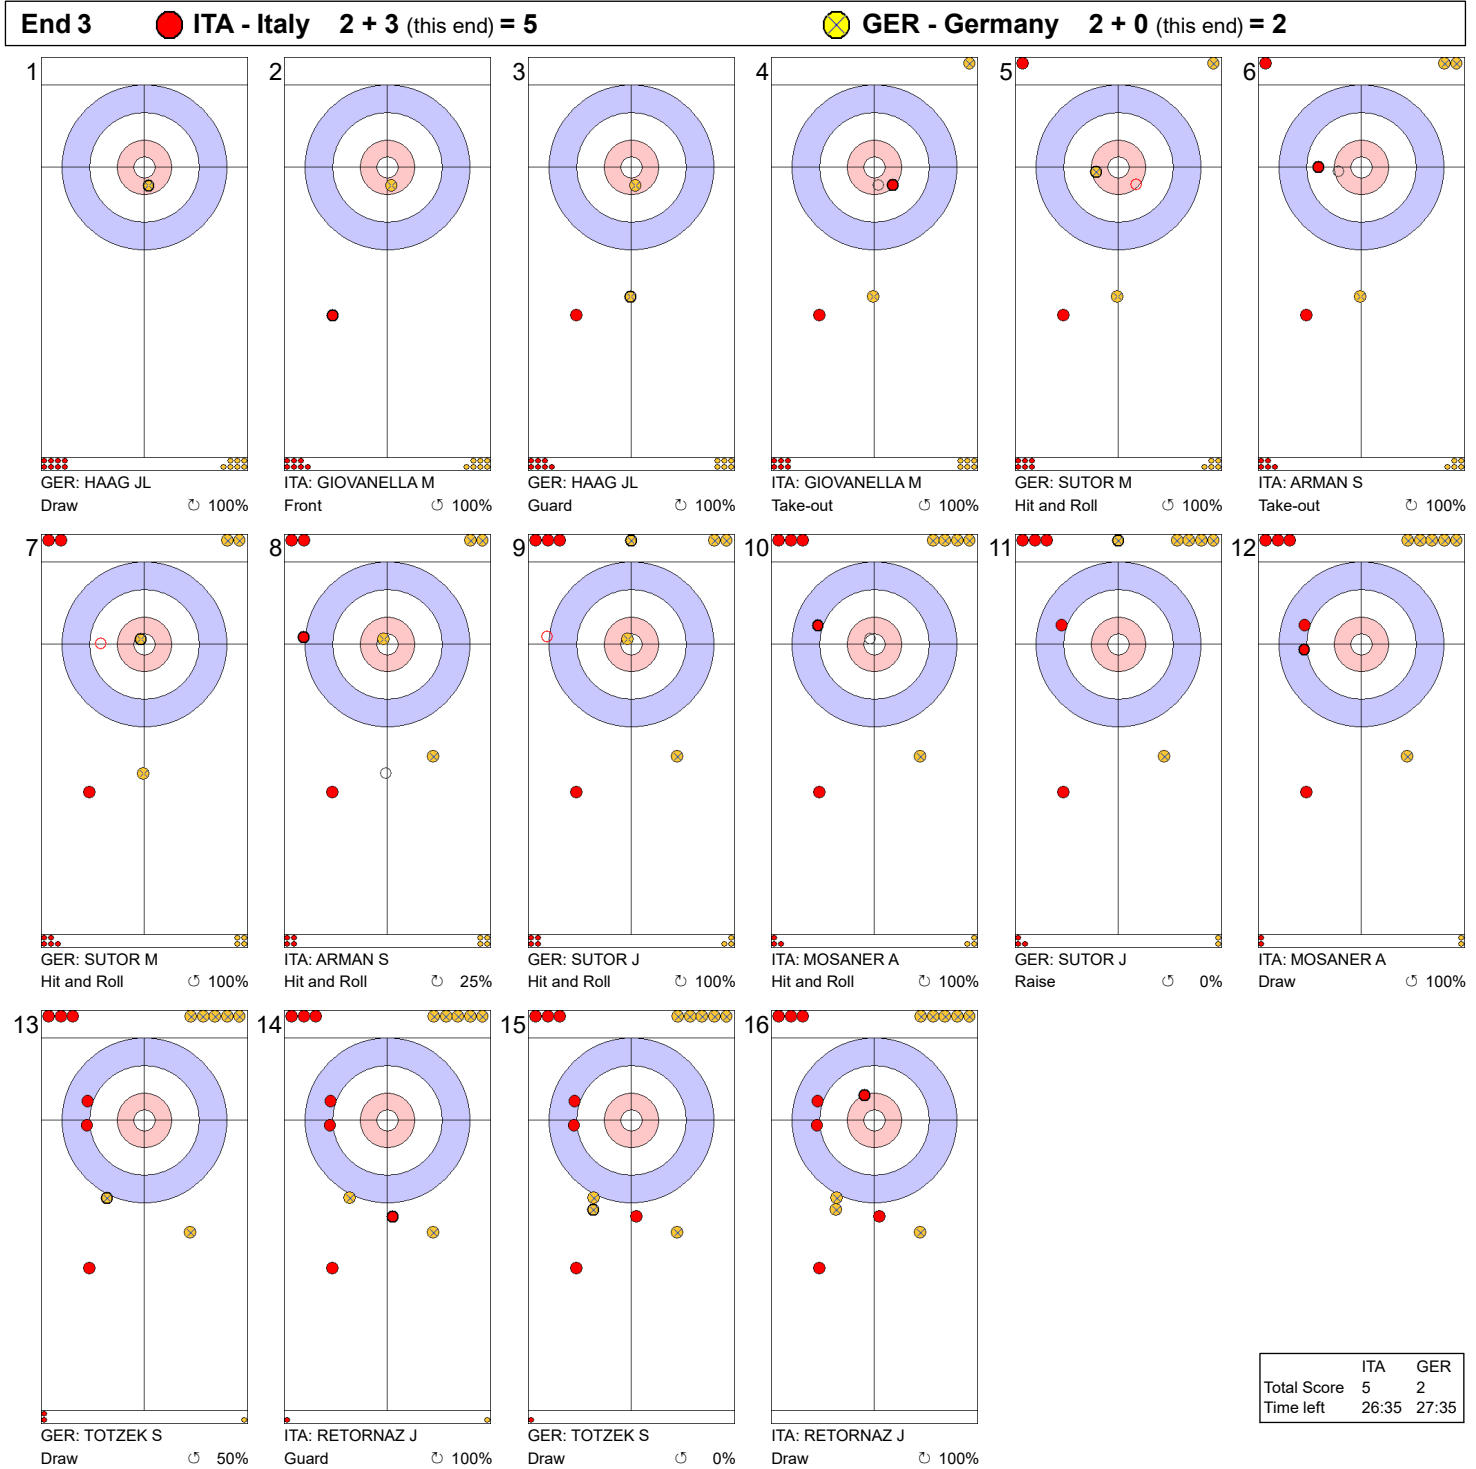 End 3 ITA - Italy 2 + 3 (this end) = 5 GER - Germany 2 + 0 (this end) = 2
1 2 3 4 5 6
GER: HAAG JL ITA: GIOVANELLA M GER: HAAG JL ITA: GIOVANELLA M GER: SUTOR M ITA: ARMAN S
Draw ↻ 100% Front ↻ 100% Guard ↻ 100% Take-out ↻ 100% Hit and Roll ↻ 100% Take-out ↻ 100%
7 8 9 10 11 12
GER: SUTOR M ITA: ARMAN S GER: SUTOR J ITA: MOSANER A GER: SUTOR J ITA: MOSANER A
Hit and Roll ↺ 100% Hit and Roll ↻ 25% Hit and Roll ↺ 100% Hit and Roll ↺ 100% Raise ↺ 0% Draw ↺ 100%
13 14 15 16
GER: TOTZEK S ITA: RETORNAZ J GER: TOTZEK S ITA: RETORNAZ J
Draw ↺ 50% Guard ↻ 100% Draw ↺ 0% Draw ↻ 100%
ITA GER
Total Score 5 2
Time left 26:35 27:35